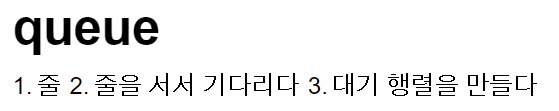 queue
1. 줄 2. 줄을 서서 기다리다 3. 대기 행렬을 만들다